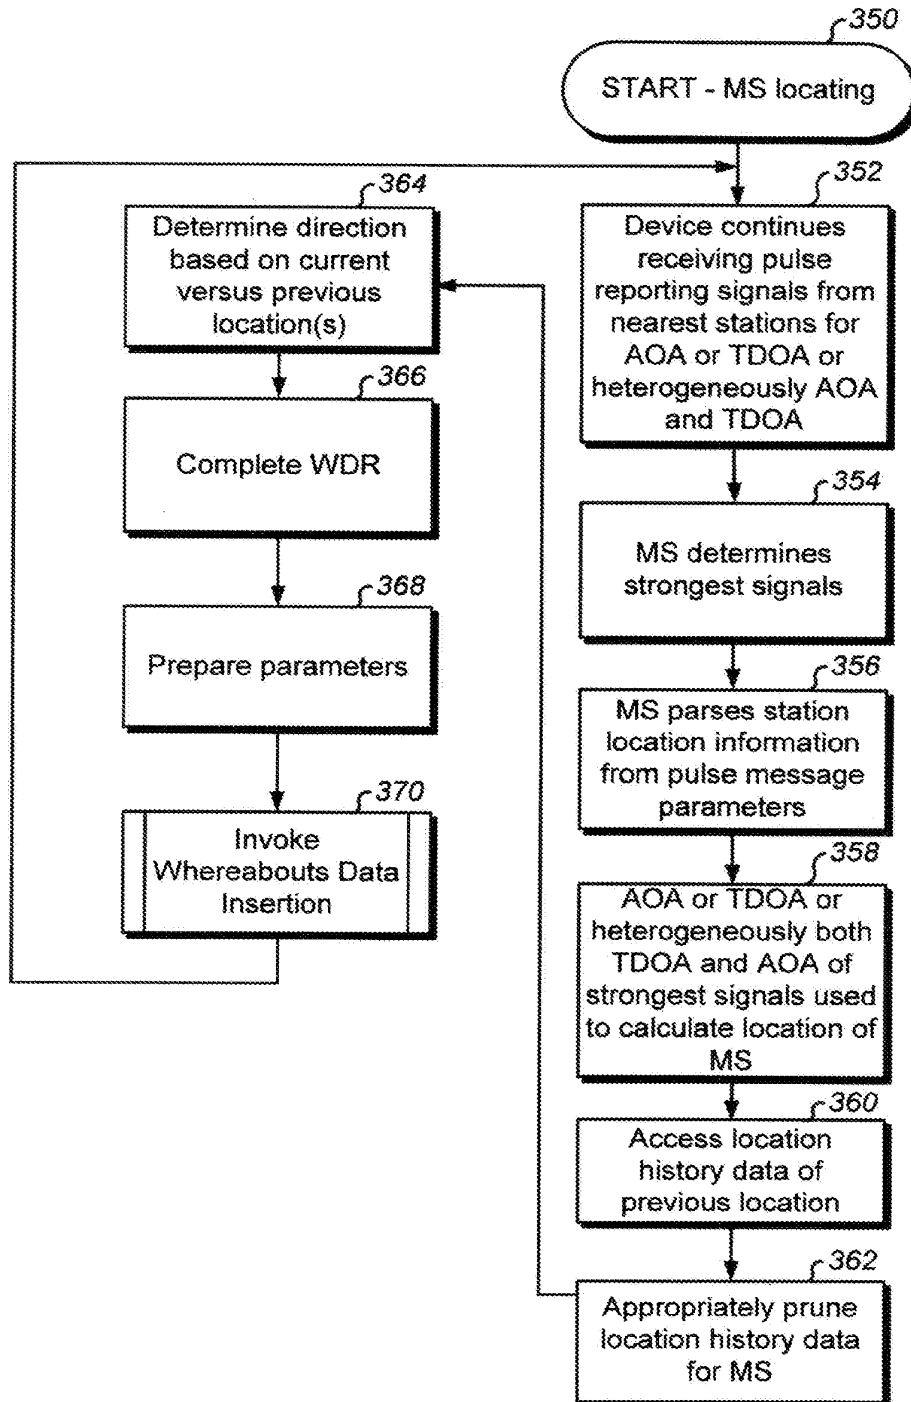 350
START - MS locating
352
Device continues
receiving pulse
reporting signals from
nearest stations for
AOA or TDOA or
heterogeneously AOA
and TDOA
354
MS determines
strongest signals
356
MS parses station
location information
from pulse message
parameters
358
AOA or TDOA or
heterogeneously both
TDOA and AOA of
strongest signals used
to calculate location of
MS
360
Access location
history data of
previous location
362
Appropriately prune
location history data
for MS
364
Determine direction
based on current
versus previous
location(s)
366
Complete WDR
368
Prepare parameters
370
Invoke
Whereabouts Data
Insertion